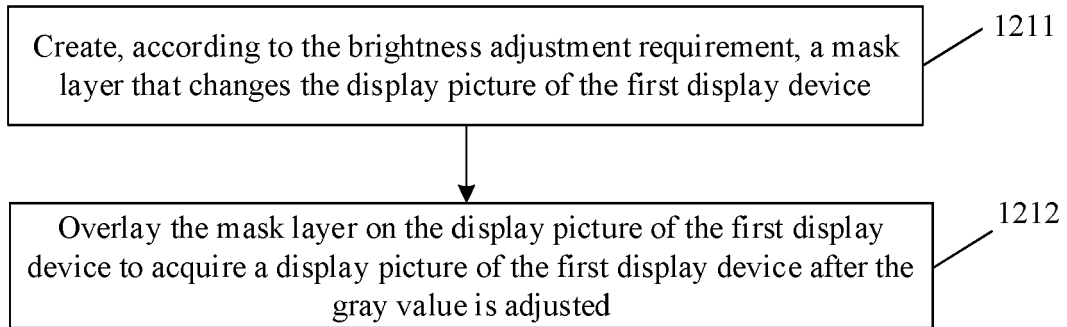 1211
Create, according to the brightness adjustment requirement, a mask
layer that changes the display picture of the first display device
1212
Overlay the mask layer on the display picture of the first display
device to acquire a display picture of the first display device after the
gray value is adjusted